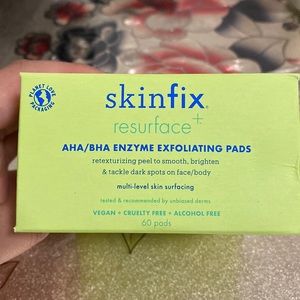 PLANET LOVE
PACKAGING
skinfix
resurface+
AHA/BHA ENZYME EXFOLIATING PADS
retexturizing peel to smooth, brighten
& tackle dark spots on face/body
multi-level skin surfacing
tested & recommended by unbiased derms
VEGAN + CRUELTY FREE + ALCOHOL FREE
60 pads